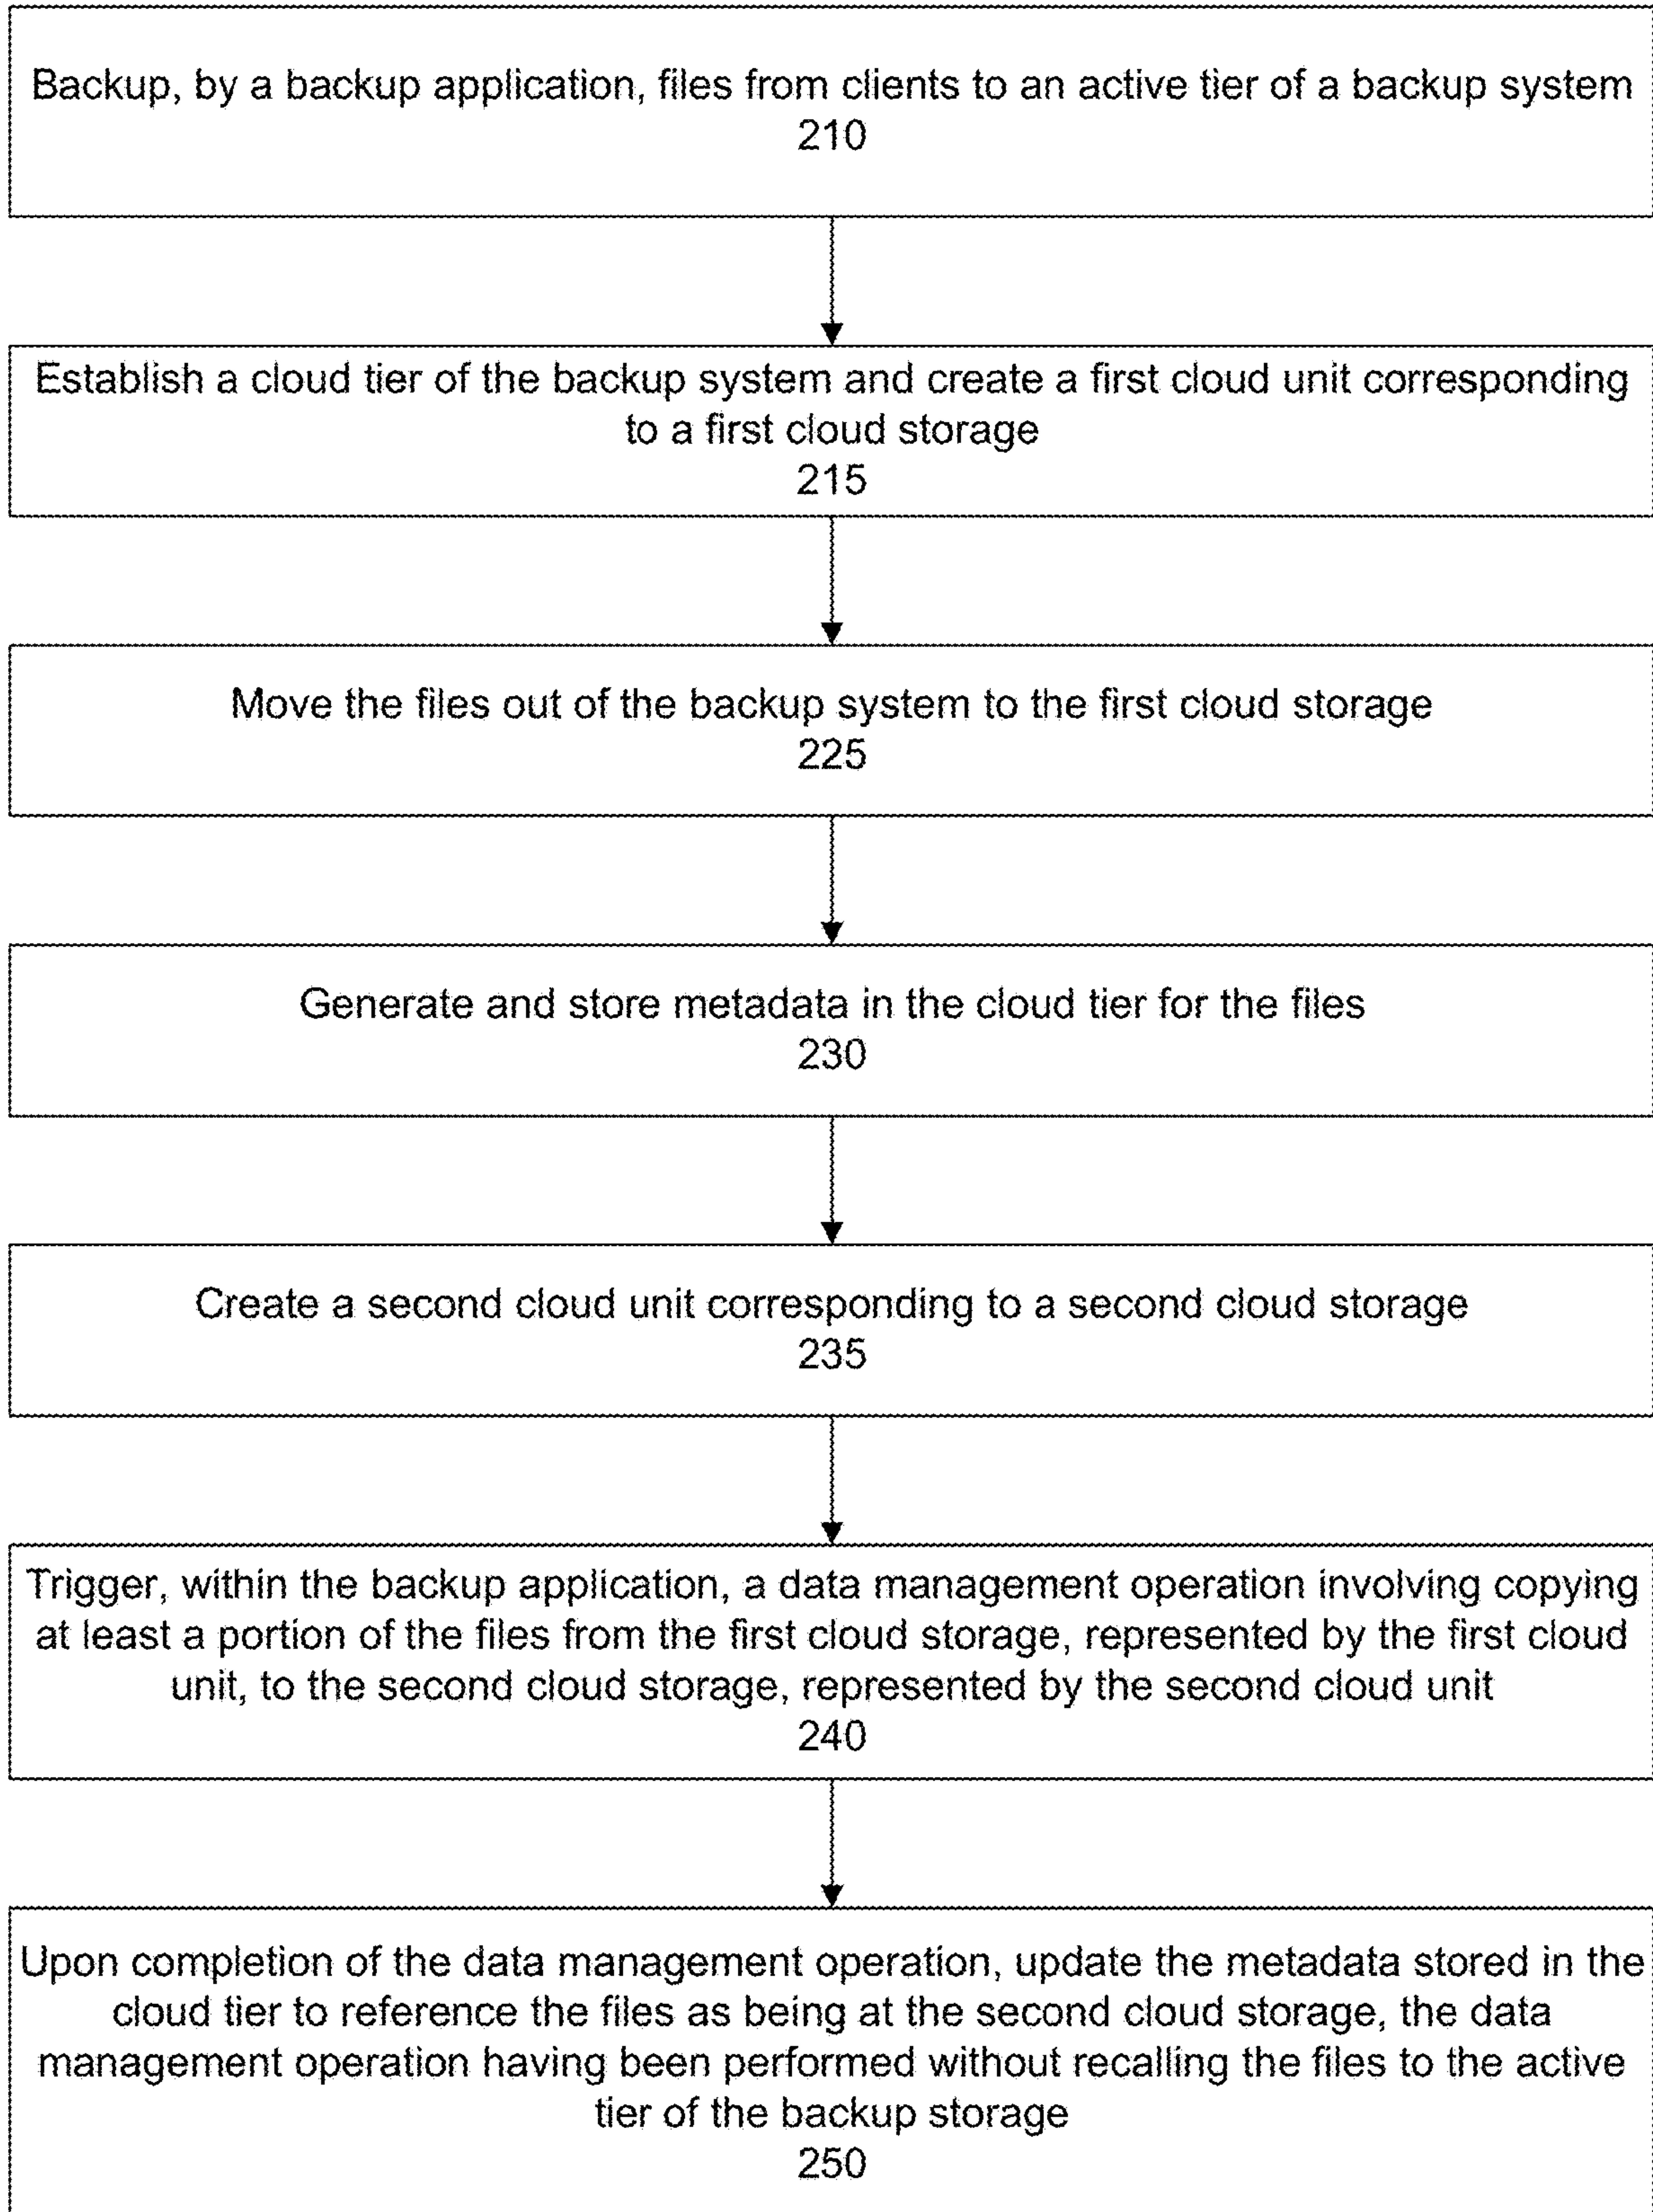 Backup, by a backup application, files from clients to an active tier of a backup system
210
Establish a cloud tier of the backup system and create a first cloud unit corresponding
to a first cloud storage
215
Move the files out of the backup system to the first cloud storage
225
Generate and store metadata in the cloud tier for the files
230
Create a second cloud unit corresponding to a second cloud storage
235
Trigger, within the backup application, a data management operation involving copying
at least a portion of the files from the first cloud storage, represented by the first cloud
unit, to the second cloud storage, represented by the second cloud unit
240
Upon completion of the data management operation, update the metadata stored in the
cloud tier to reference the files as being at the second cloud storage, the data
management operation having been performed without recalling the files to the active
tier of the backup storage
250